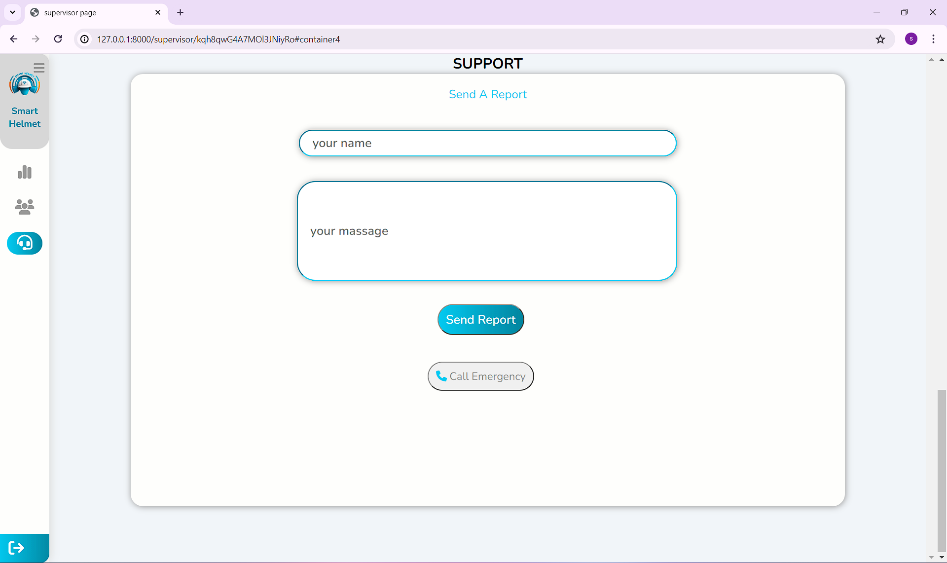 supervisor page
127.0.0.1:8000/supervisor/kqh8qwG4A7MOl3JNiyRo#container4
S
Smart
Helmet
SUPPORT
Send A Report
your name
your massage
Send Report
Call Emergency